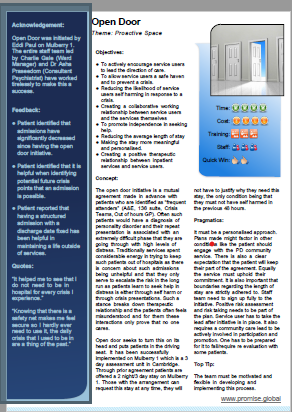 Acknowledgement:
Open Door was initiated by
Eddi Paul on Mulberry 1.
The entire staff team led
by Charlie Gale (Ward
Manager) and Dr Asha
Praseedom (Consultant
Psychiatrist) have worked
tirelessly to make this a
success.
Feedback:
Patient identified that
admissions have
significantly decreased
since having the open
door initiative.
Patient identified that it is
helpful when identifying
potential future crisis
points that an admission
is possible.
Patient reported that
having a structured
admission with a
discharge date fixed has
been helpful in
maintaining a life outside
of services.
Quotes:
"It helped me to see that I
do not need to be in
hospital for every crisis I
experience."
"Knowing that there is a
safety net makes me feel
secure as I hardly ever
need to use it, the daily
crisis that I used to be in
are a thing of the past."
Open Door
Theme: Proactive Space
Objectives:
To actively encourage service users
to lead the direction of care.
To allow service users a safe haven
and to prevent a crisis.
Reducing the likelihood of service
users self harming in response to a
crisis.
Creating a collaborative working
relationship between service users
and the services themselves
To promote independence in seeking
help.
Reducing the average length of stay
Making the stay more meaningful
and personalised.
Creating a positive therapeutic
relationship between inpatient
services and service users.
Time:
Cost:
Training:
Staff:
Quick Win:
Concept:
The open door initiative is a mutual
agreement made in advance with
patients who are identified as "frequent
attenders" (A&E, 136 suite, Crisis
Teams, Out of hours GP). Often such
patients would have a diagnosis of
personality disorder and their repeat
presentation is associated with an
extremely difficult phase that they are
going through with high levels of
distress. Traditionally services spent
considerable energy in trying to keep
such patients out of hospitals as there
is concern about such admissions
being unhelpful and that they only
serve to escalate the risk in the long
run as patients learn to seek help in
distress is either through self harm or
through crisis presentations. Such a
stance breaks down therapeutic
relationship and the patients often feels
misunderstood and for them these
interactions only prove that no one
cares.
Open door seeks to turn this on its
head and puts patients in the driving
seat. It has been successfully
implemented on Mulberry 1 which is a 3
day assessment unit in Cambridge.
Through prior agreement patients are
offered a 2 night/3 day stay on Mulberry
1. Those with the arrangement can
request this stay at any time, they will
not have to justify why they need this
stay, the only condition being that
they must not have self harmed in
the previous 48 hours.
Pragmatics:
It must be a coproduced approach.
Plans made might factor in other
conditions like the patient should
engage with the PD community
services. There is also a clear
expectation that the patient will keep
their part of the agreement. Equally
the service must uphold their
commitment. It is also important that
boundaries regarding the length of
stay are strictly adhered to. Staff
team need to sign up fully to the
initiative. Positive risk assessment
and risk taking needs to be part of
the plan. Service user has to take the
lead after initiative is in place. It also
requires a community care lead to be
actively involved in participation and
promotion. One has to be prepared
for it to fail/some re evaluation with
some patients.
Top Tip:
The team must be motivated and
flexible in developing and
implementing this process.
www.promise.global